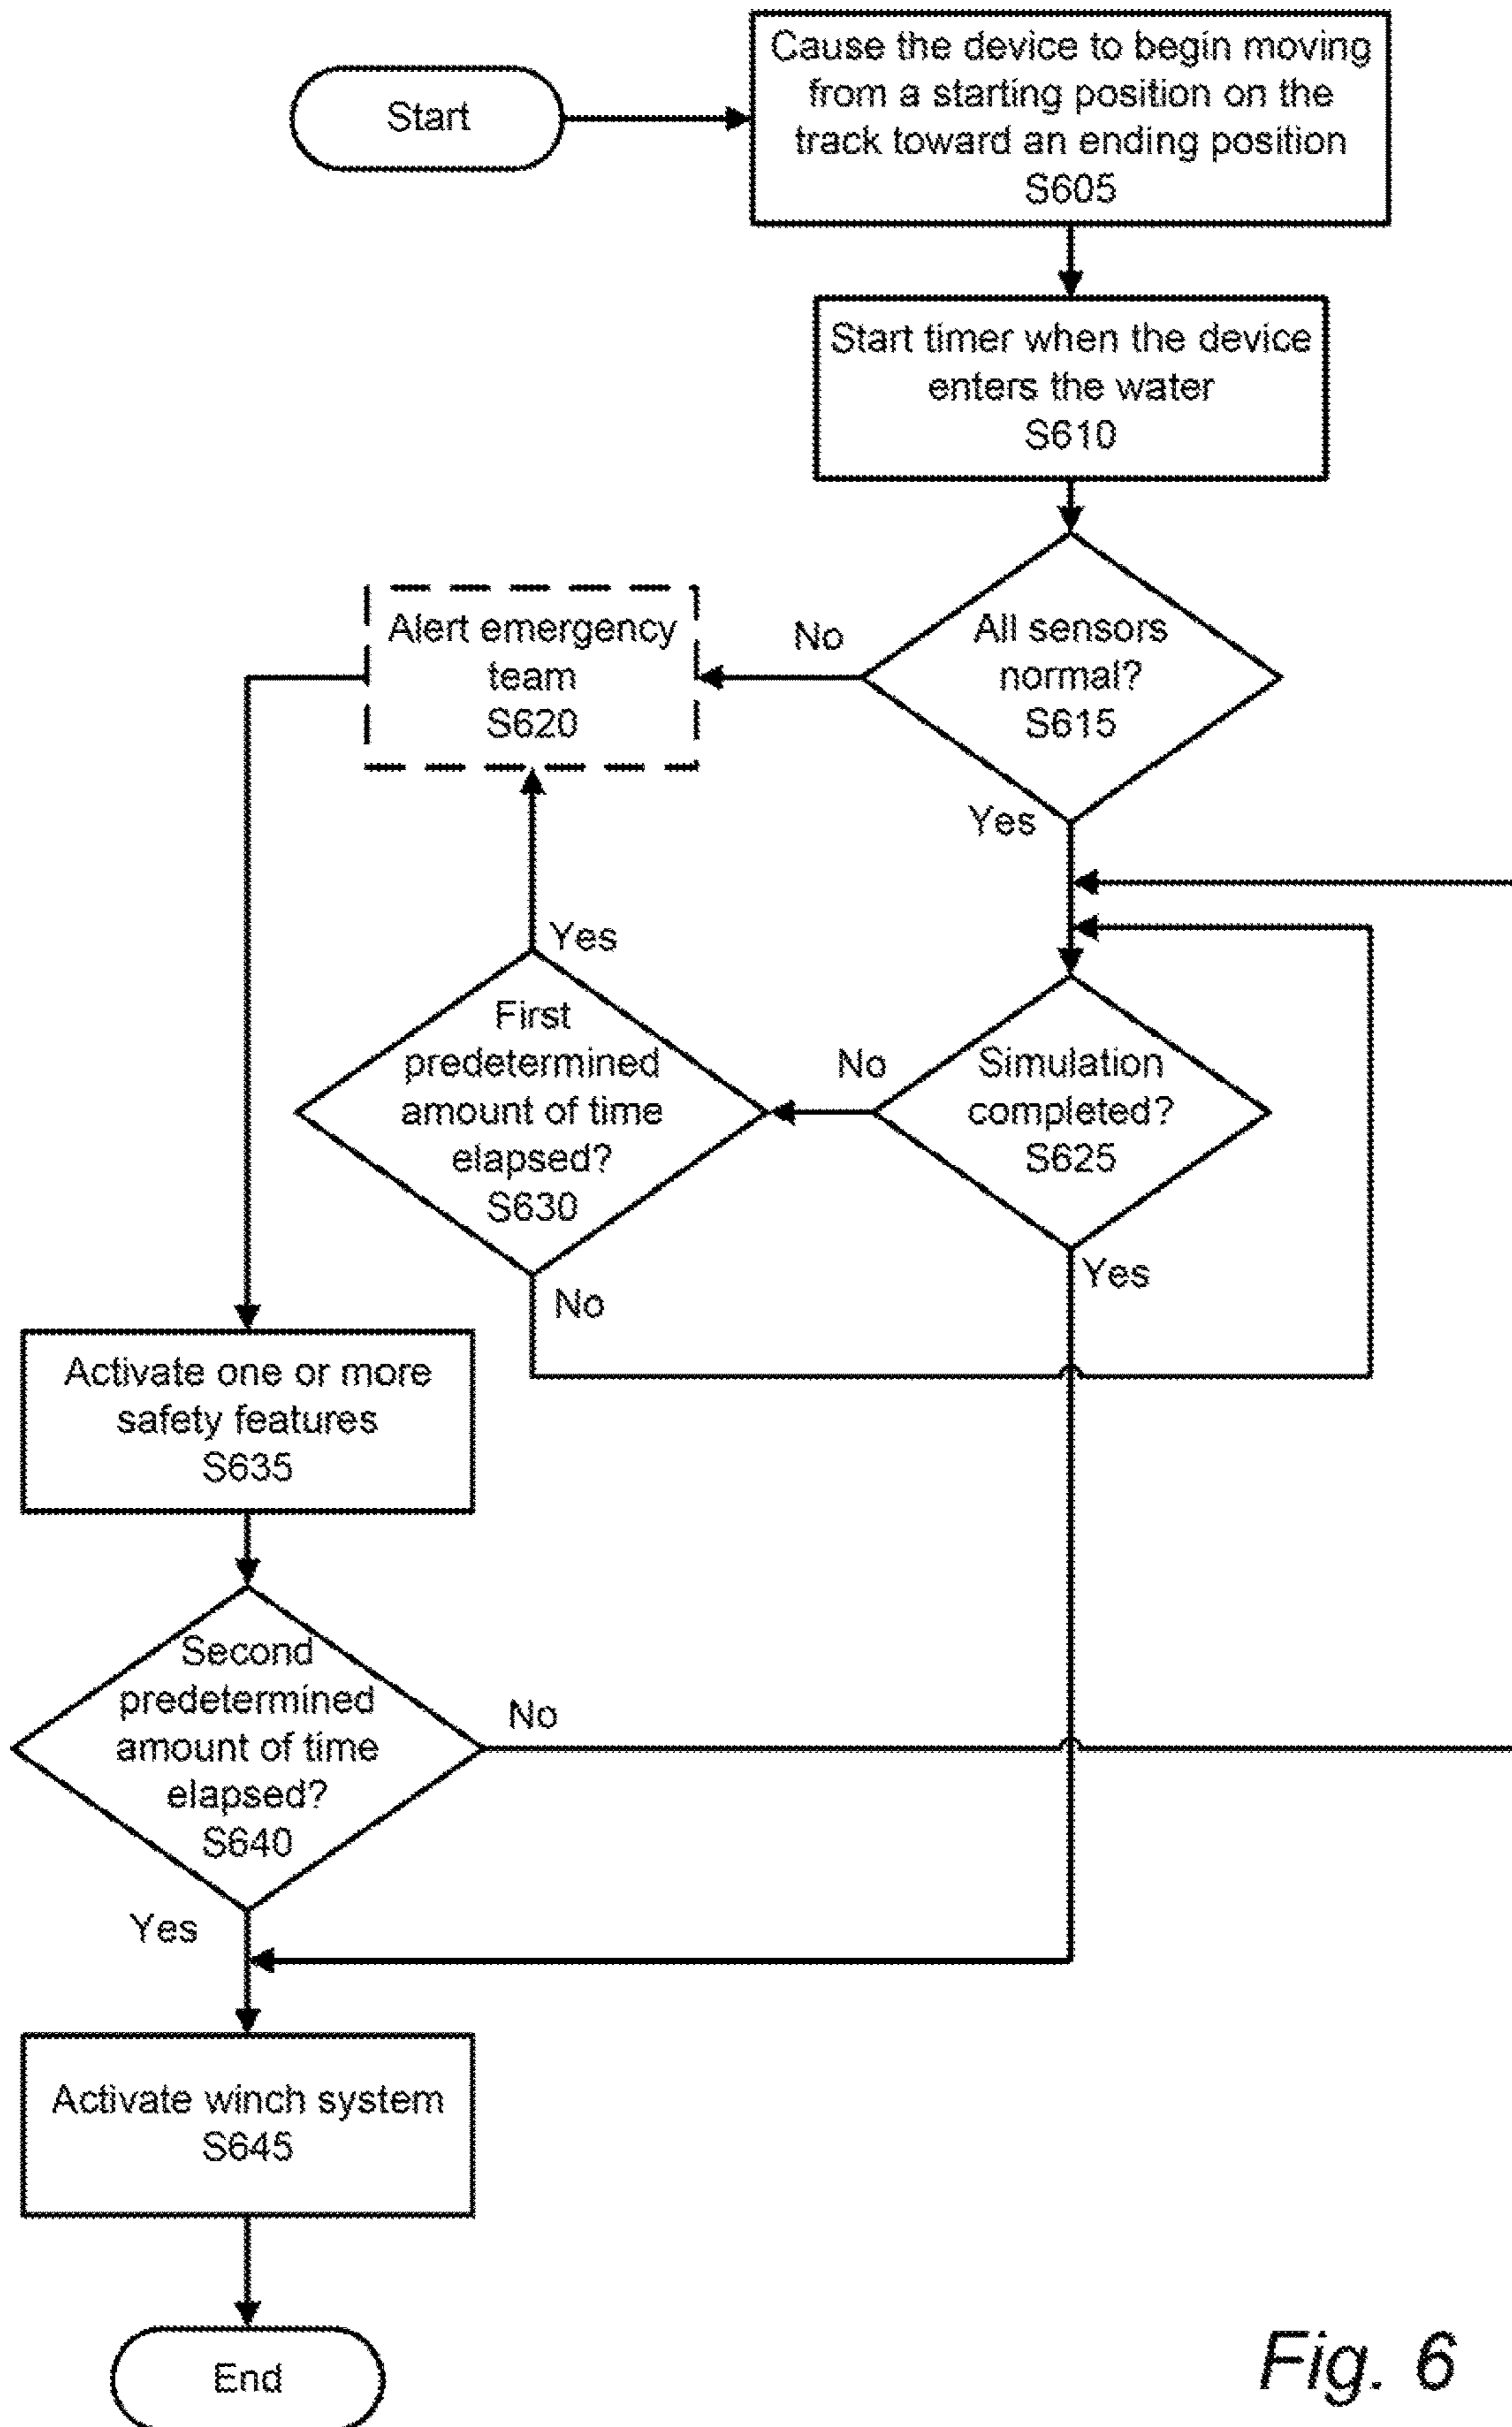 Start
Cause the device to begin moving
from a starting position on the
track toward an ending position
S605
Start timer when the device
enters the water
S610
All sensors
normal?
S615
No
Yes
Alert emergency
team
S620
Simulation
completed?
S625
No
Yes
First
predetermined
amount of time
elapsed?
S630
Yes
No
Activate one or more
safety features
S635
Second
predetermined
amount of time
elapsed?
S640
No
Yes
Activate winch system
S645
End
Fig. 6